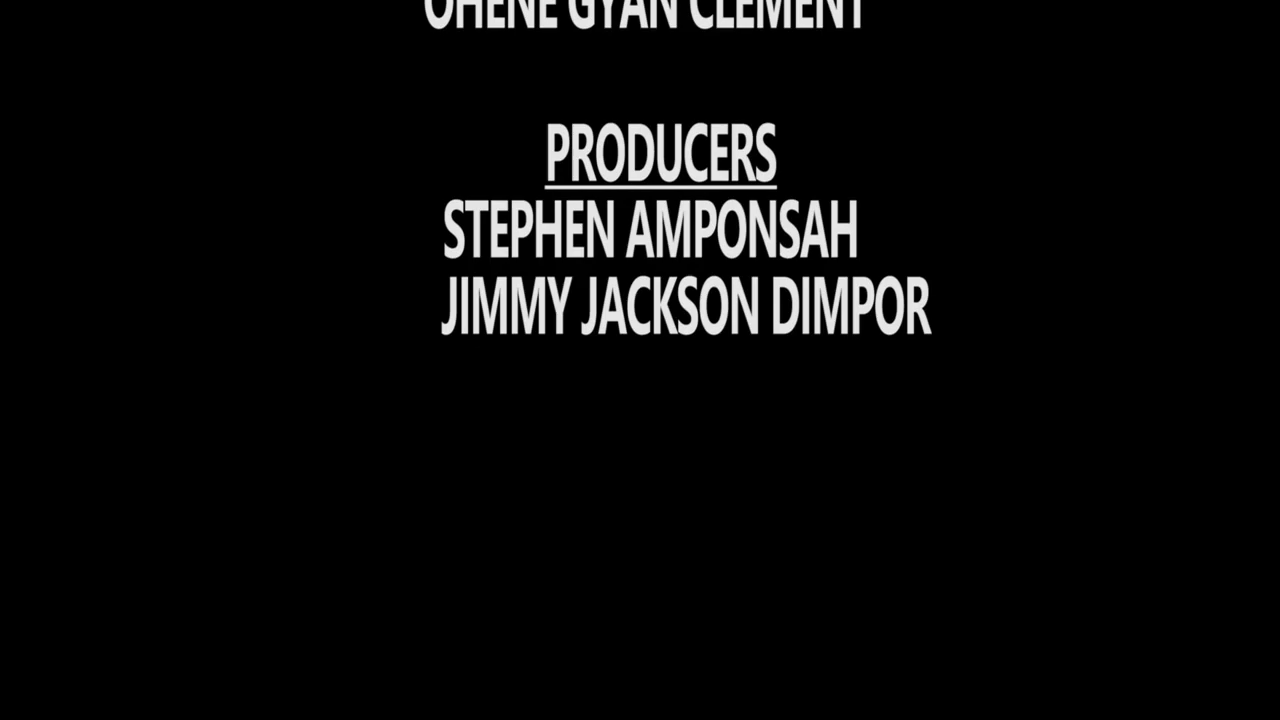 OHENE GYAN CLEMENT
PRODUCERS
STEPHEN AMPONSAH
JIMMY JACKSON DIMPOR